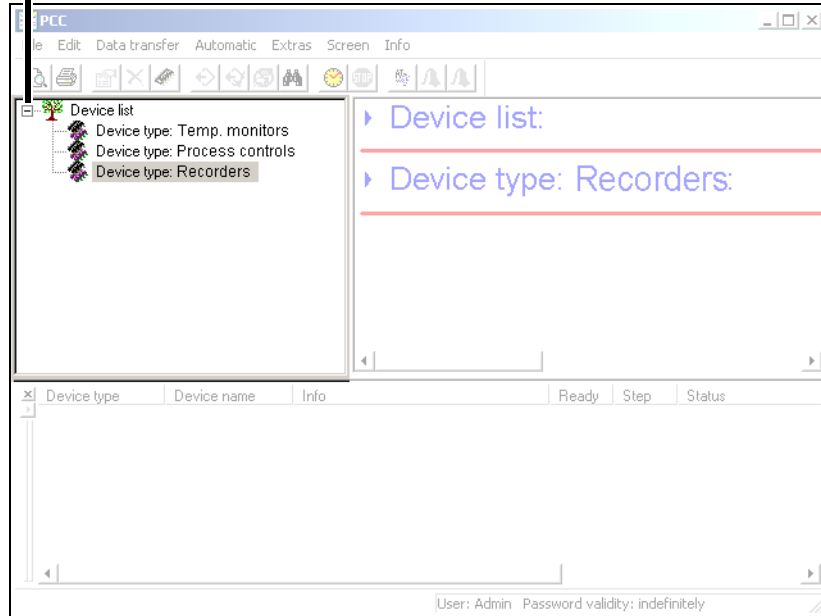 PCC
File Edit Data transfer Automatic Extras Screen Info
STOP
Device list
Device type: Temp. monitors
Device type: Process controls
Device type: Recorders
Device list:
Device type: Recorders:
Device type Device name Info Ready Step Status
User: Admin Password validity: indefinitely